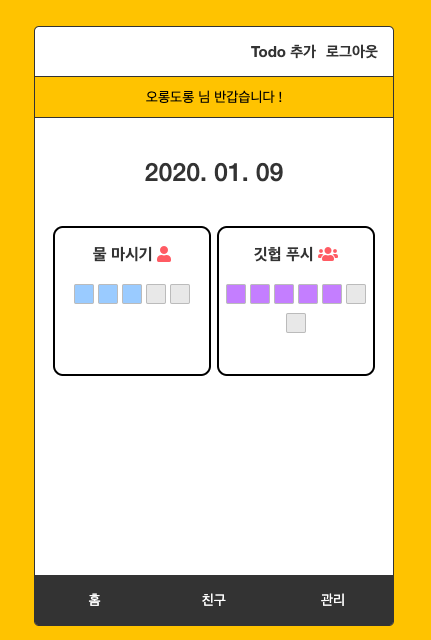 Todo 추가 로그아웃
오롱도롱 님 반갑습니다 !
2020. 01. 09
물 마시기
깃헙 푸시
홈 친구 관리